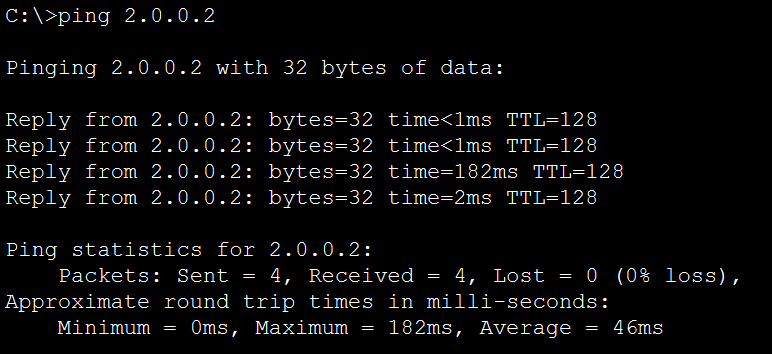 C:\>ping 2.0.0.2
Pinging 2.0.0.2 with 32 bytes of data:
Reply from 2.0.0.2: bytes=32 time<1ms TTL=128
Reply from 2.0.0.2: bytes=32 time<1ms TTL=128
Reply from 2.0.0.2: bytes=32 time=182ms TTL=128
Reply from 2.0.0.2: bytes=32 time=2ms TTL=128
Ping statistics for 2.0.0.2:
    Packets: Sent = 4, Received = 4, Lost = 0 (0% loss),
Approximate round trip times in milli-seconds:
    Minimum = 0ms, Maximum = 182ms, Average = 46ms